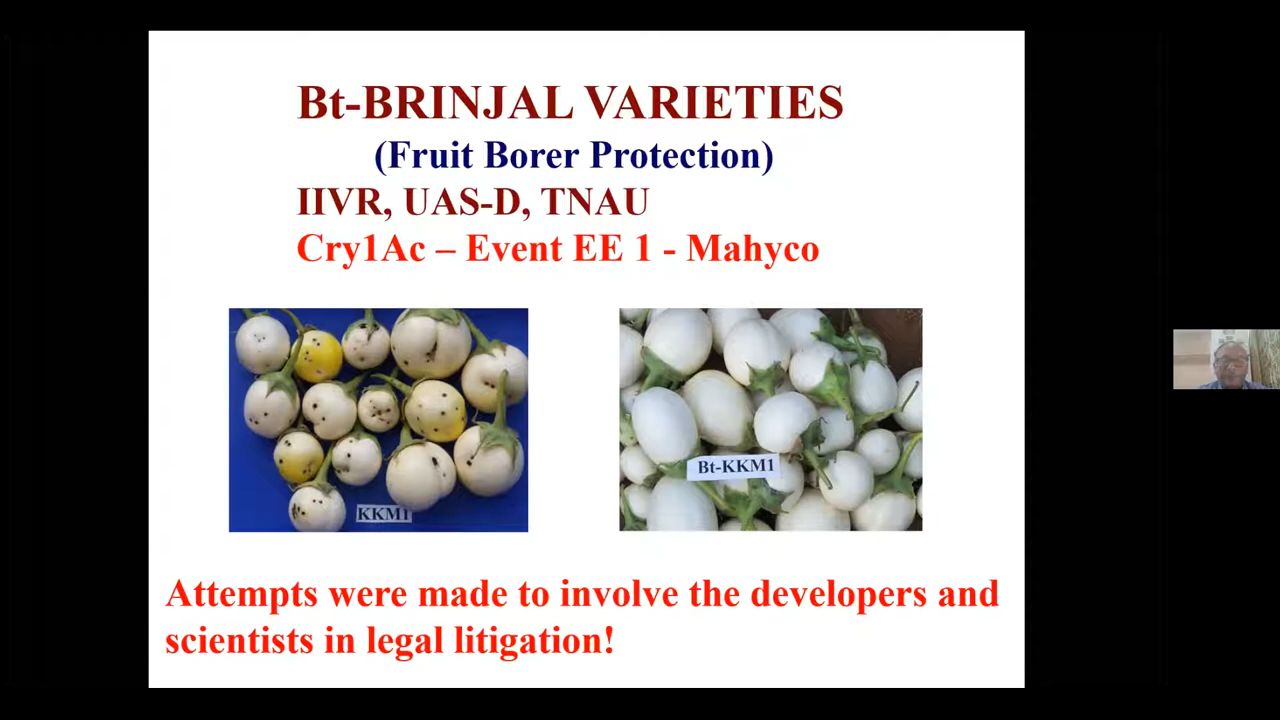 Bt-BRINJAL VARIETIES
(Fruit Borer Protection)
IIVR, UAS-D, TNAU
Cry1Ac – Event EE 1 - Mahyco
KKM1
Bt-KKM1
Attempts were made to involve the developers and
scientists in legal litigation!